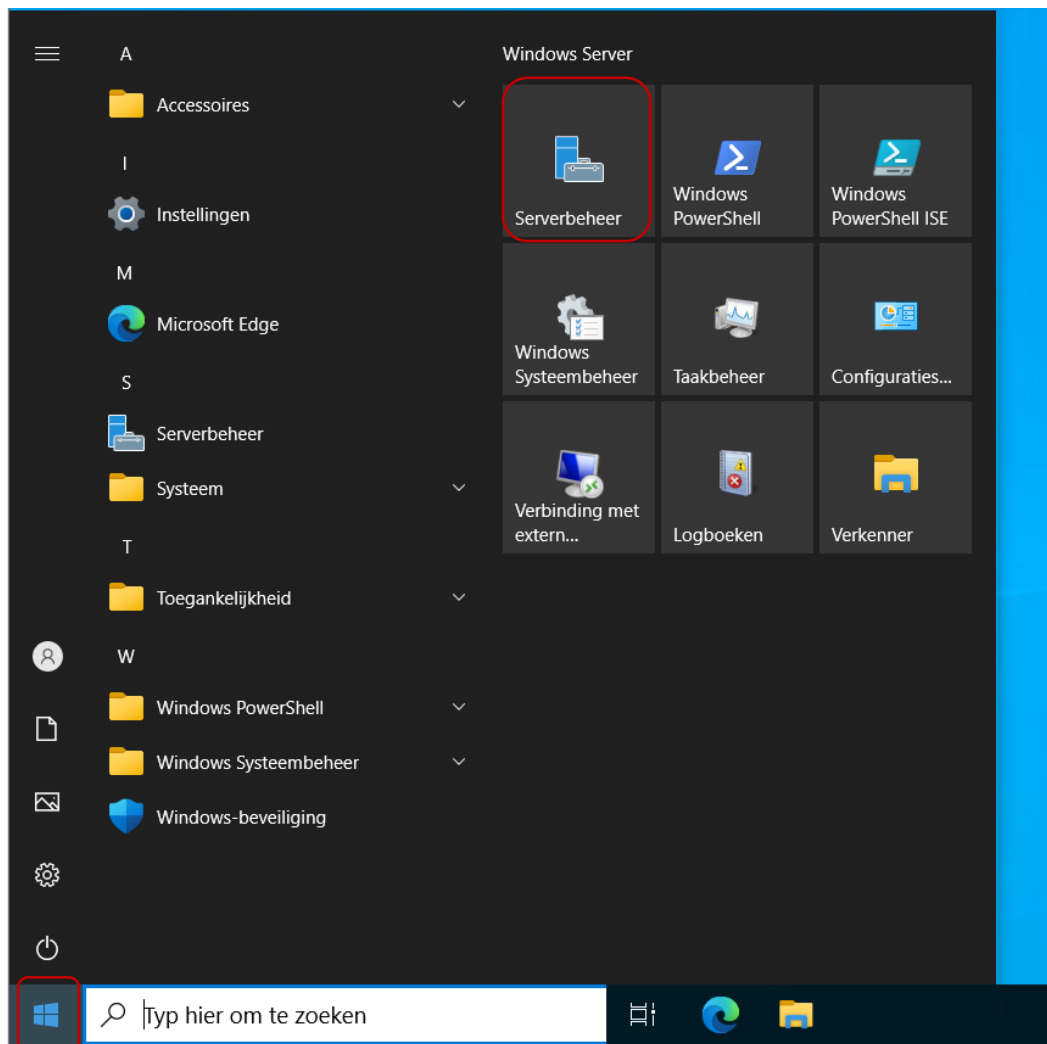 A
Accessoires
I
Instellingen
M
Microsoft Edge
S
Serverbeheer
Systeem
T
Toegankelijkheid
W
Windows PowerShell
Windows Systeembeheer
Windows-beveiliging
Windows Server
Serverbeheer
Windows
PowerShell
Windows
PowerShell ISE
Windows
Systeembeheer
Taakbeheer
Configuraties...
Verbinding met
extern...
Logboeken
Verkenner
Typ hier om te zoeken